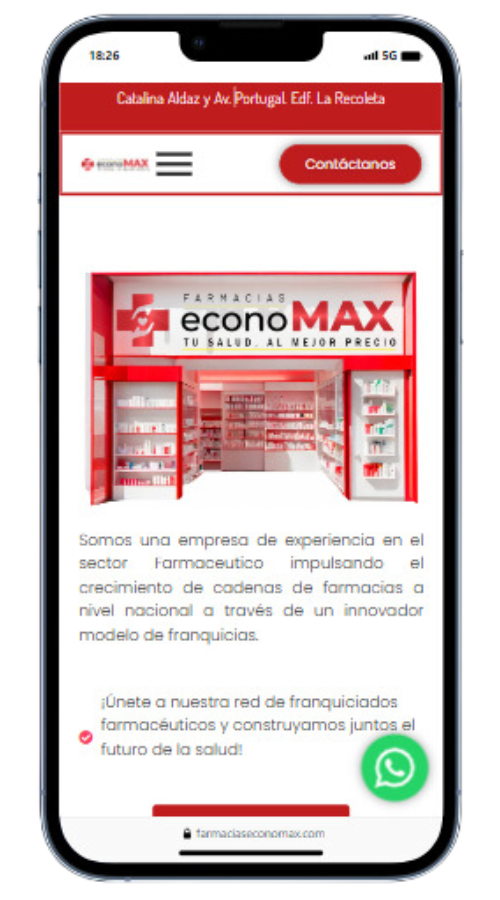 18:26
5G
Catalina Aldaz y Av. Portugal. Edf. La Recoleta
econoMAX
Contáctanos
FARMACIAS
econoMAX
TU SALUD, AL MEJOR PRECIO
Somos una empresa de experiencia en el
sector Farmaceutico impulsando el
crecimiento de cadenas de farmacias a
nivel nacional a través de un innovador
modelo de franquicias.
¡Únete a nuestra red de franquiciados
farmacéuticos y construyamos juntos el
futuro de la salud!
farmaciaseconomax.com